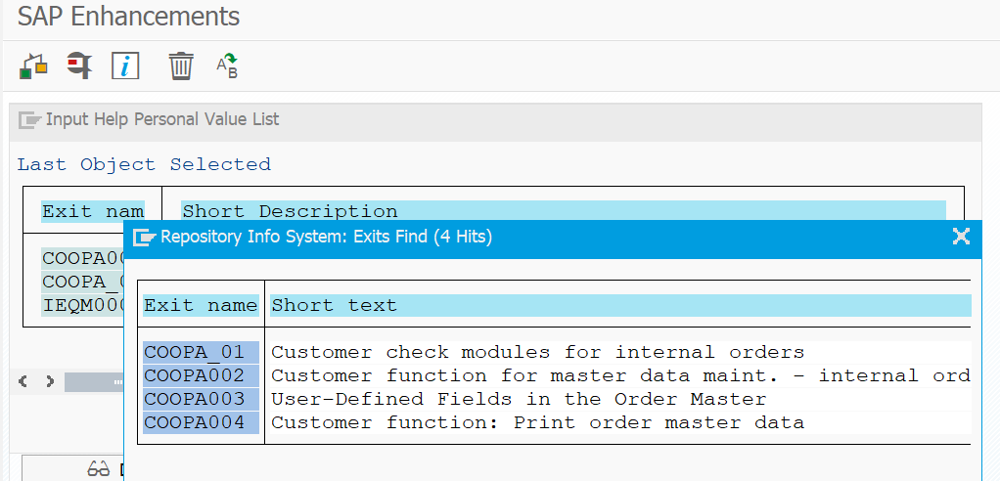 SAP Enhancements
Input Help Personal Value List
Last Object Selected
Exit nam Short Description
COOPA00
COOPA_0
IEQM000
Repository Info System: Exits Find (4 Hits)
Exit name Short text
COOPA_01 Customer check modules for internal orders
COOPA002 Customer function for master data maint. - internal ord
COOPA003 User-Defined Fields in the Order Master
COOPA004 Customer function: Print order master data